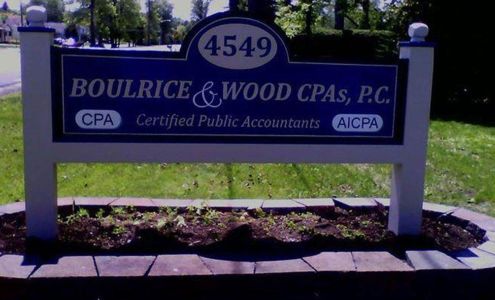 4549
BOULRICE & WOOD CPAs, P.C.
CPA Certified Public Accountants AICPA